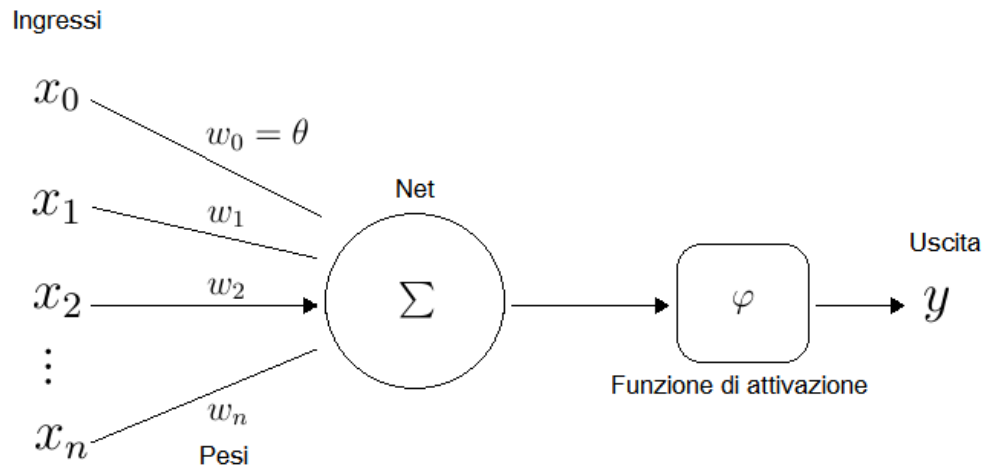 Ingressi
x₀
w₀ = θ
x₁
w₁
Net
x₂
w₂
Σ
φ
Uscita
y
Funzione di attivazione
⋮
xₙ
wₙ
Pesi